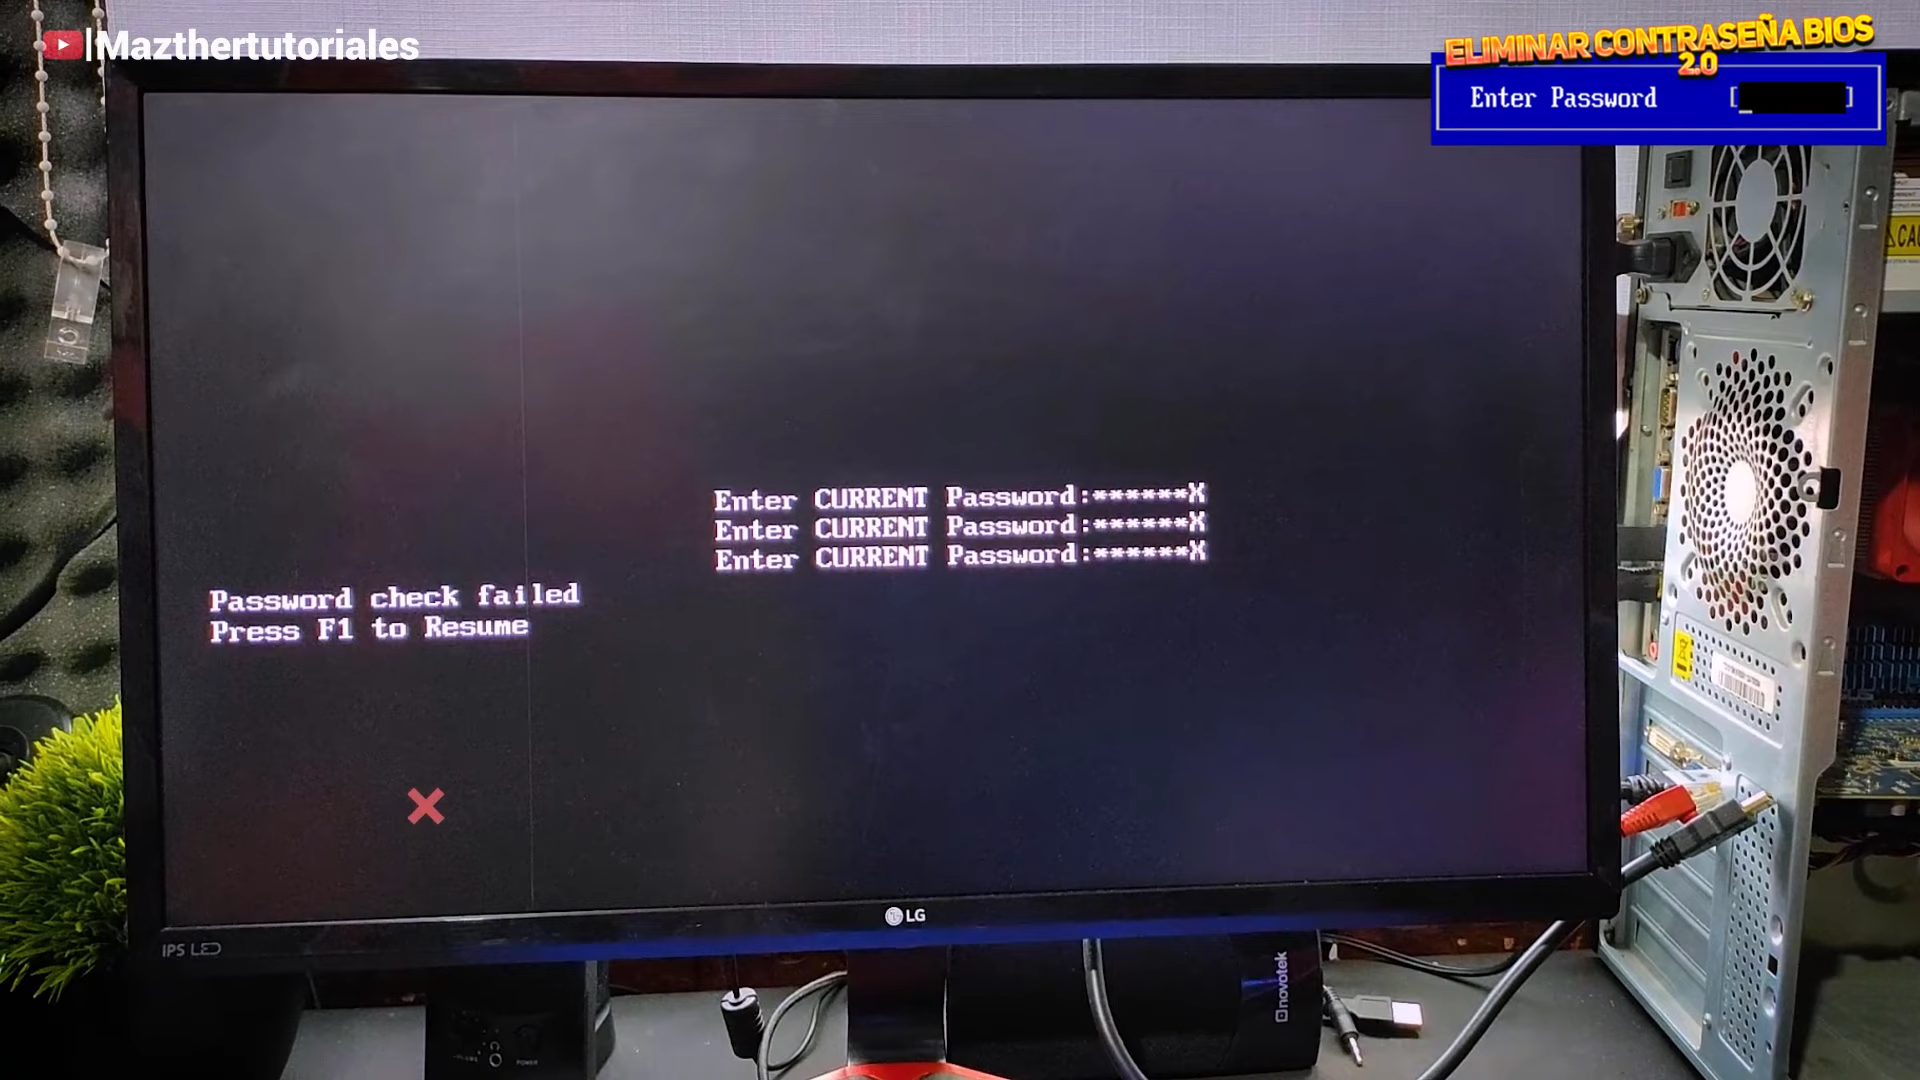 |Mazthertutoriales
ELIMINAR CONTRASEÑA BIOS
2.0
Enter Password [_ ]
Enter CURRENT Password:******X
Enter CURRENT Password:******X
Enter CURRENT Password:******X
Password check failed
Press F1 to Resume
LG
IPS LED
novotek
POWER